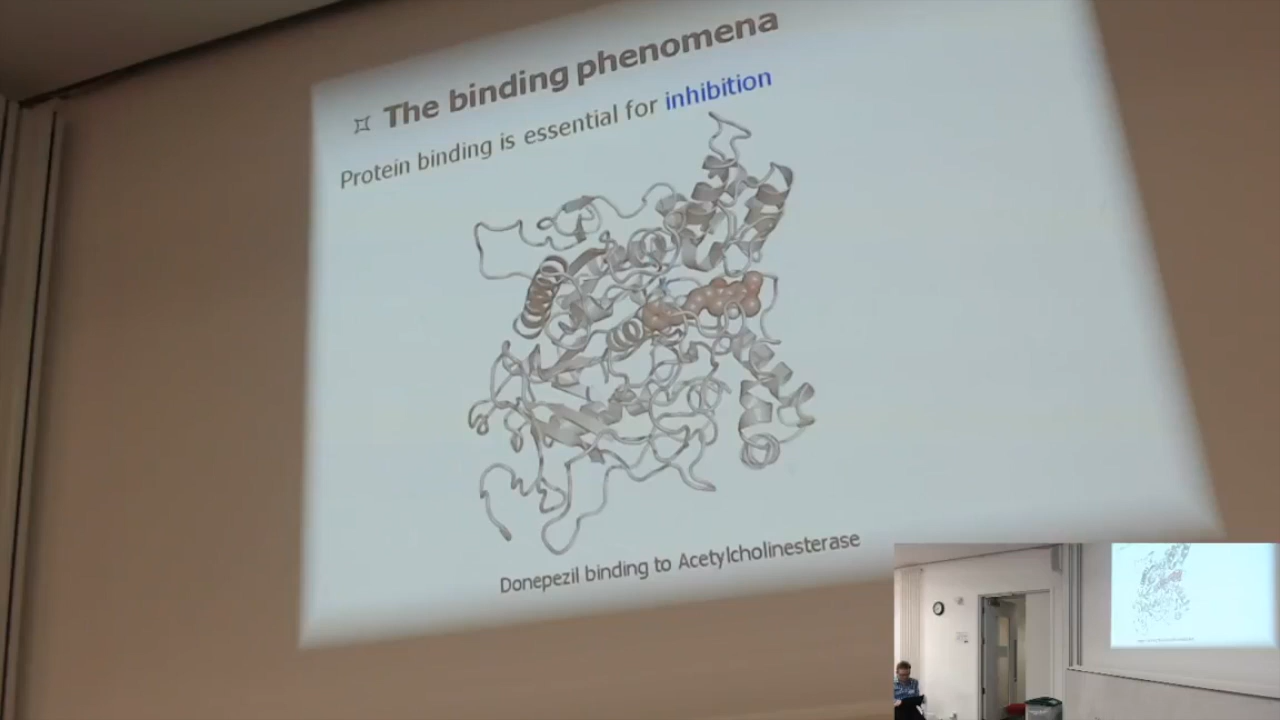 The binding phenomena
Protein binding is essential for inhibition
Donepezil binding to Acetylcholinesterase